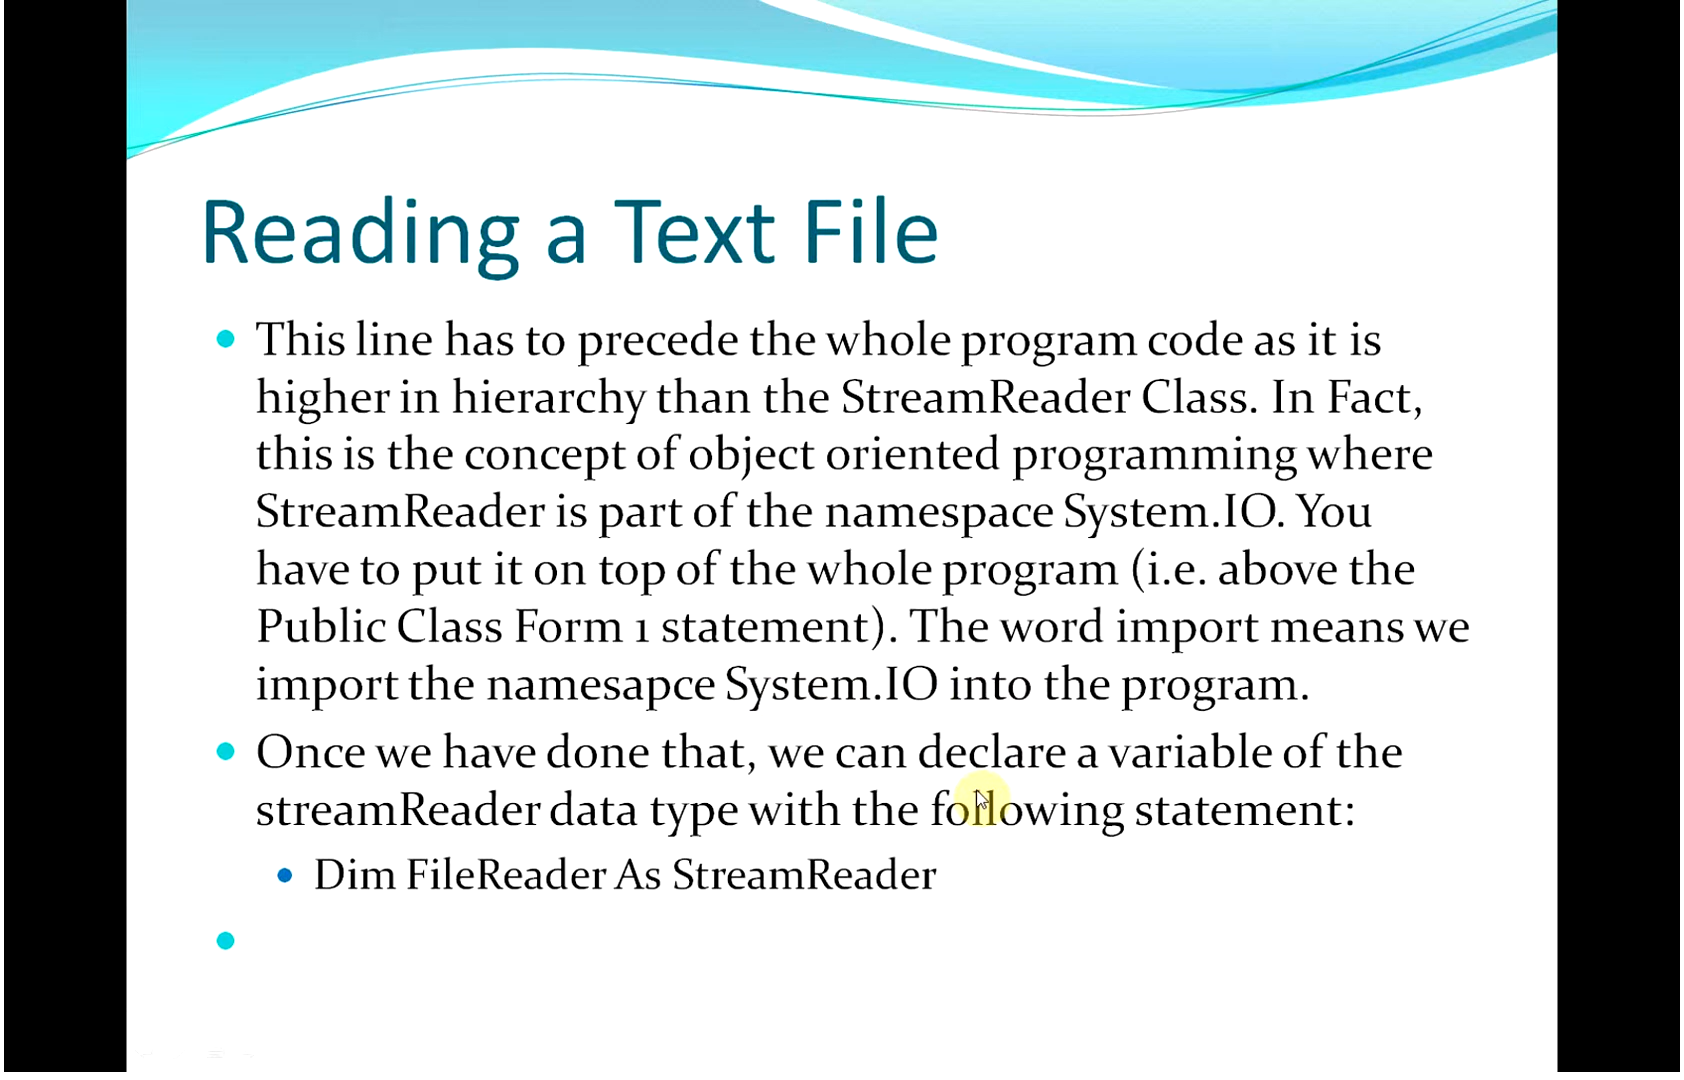 Reading a Text File
This line has to precede the whole program code as it is
higher in hierarchy than the StreamReader Class. In Fact,
this is the concept of object oriented programming where
StreamReader is part of the namespace System.IO. You
have to put it on top of the whole program (i.e. above the
Public Class Form 1 statement). The word import means we
import the namesapce System.IO into the program.
Once we have done that, we can declare a variable of the
streamReader data type with the following statement:
Dim FileReader As StreamReader